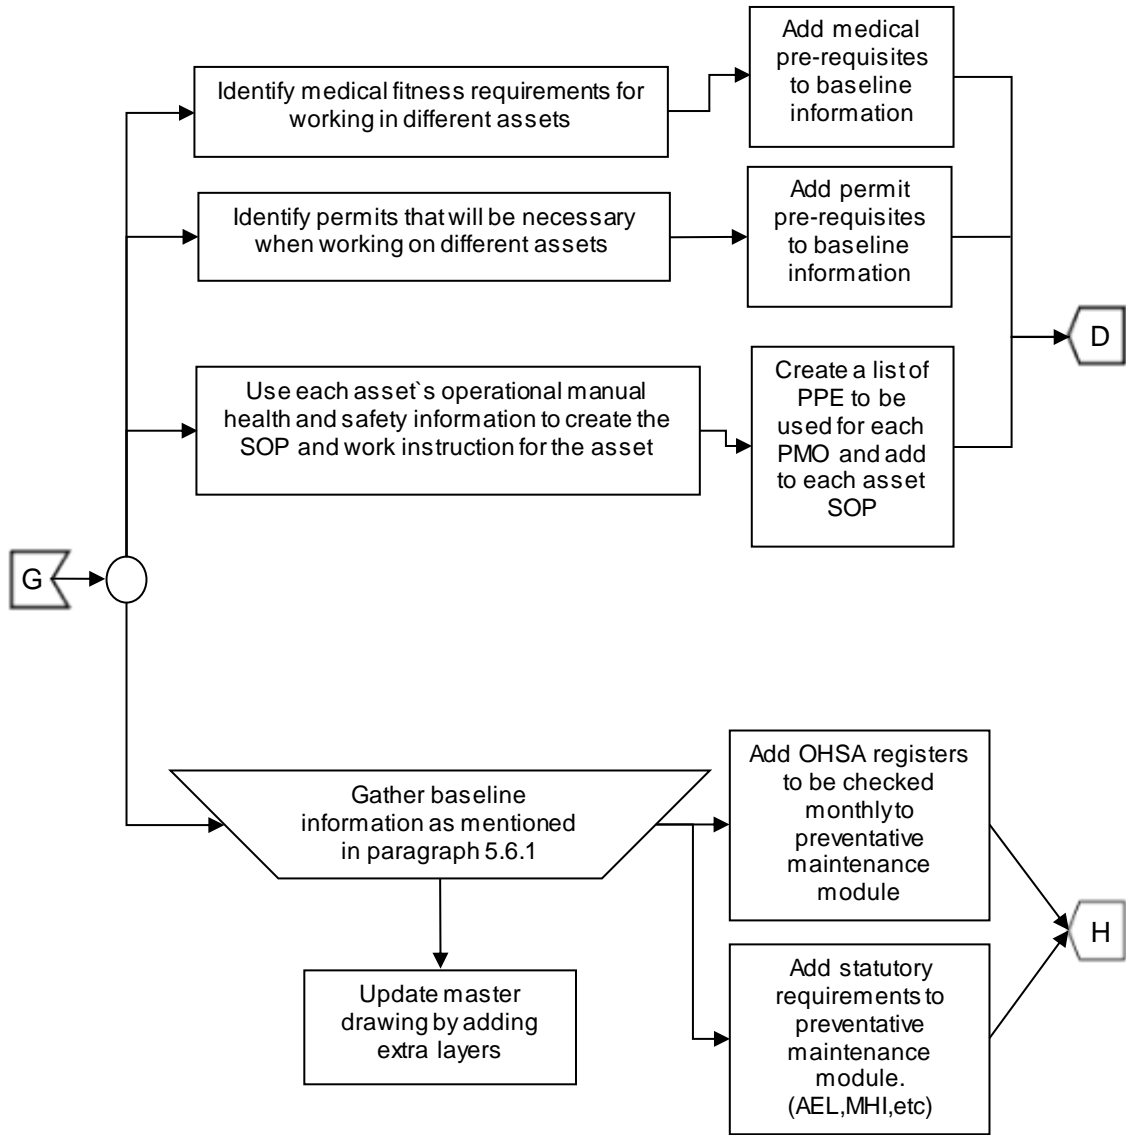 Identify medical fitness requirements for
working in different assets
Add medical
pre-requisites
to baseline
information
Identify permits that will be necessary
when working on different assets
Add permit
pre-requisites
to baseline
information
Use each asset`s operational manual
health and safety information to create the
SOP and work instruction for the asset
Create a list of
PPE to be
used for each
PMO and add
to each asset
SOP
D
G
Gather baseline
information as mentioned
in paragraph 5.6.1
Add OHSA registers
to be checked
monthly to
preventative
maintenance
module
Update master
drawing by adding
extra layers
Add statutory
requirements to
preventative
maintenance
module.
(AEL,MHI,etc)
H